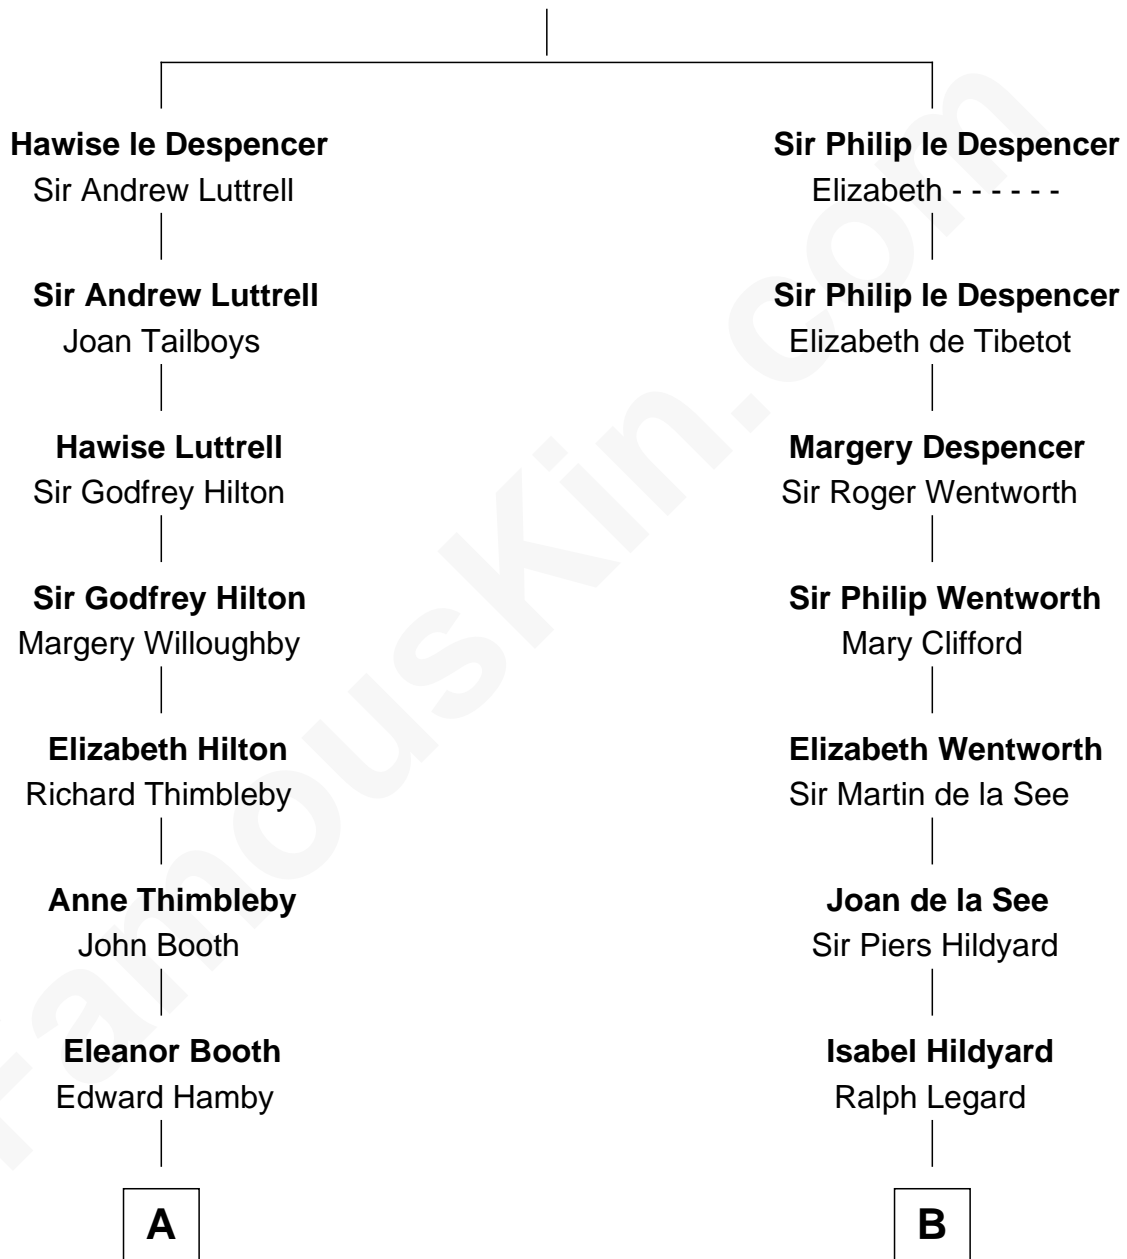 Hawise le Despencer
Sir Andrew Luttrell
Sir Philip le Despencer
Elizabeth - - - - - -
Sir Andrew Luttrell
Joan Tailboys
Sir Philip le Despencer
Elizabeth de Tibetot
Hawise Luttrell
Sir Godfrey Hilton
Margery Despencer
Sir Roger Wentworth
Sir Godfrey Hilton
Margery Willoughby
Sir Philip Wentworth
Mary Clifford
Elizabeth Hilton
Richard Thimbleby
Elizabeth Wentworth
Sir Martin de la See
Anne Thimbleby
John Booth
Joan de la See
Sir Piers Hildyard
Eleanor Booth
Edward Hamby
Isabel Hildyard
Ralph Legard
A
B
FamousKin.com